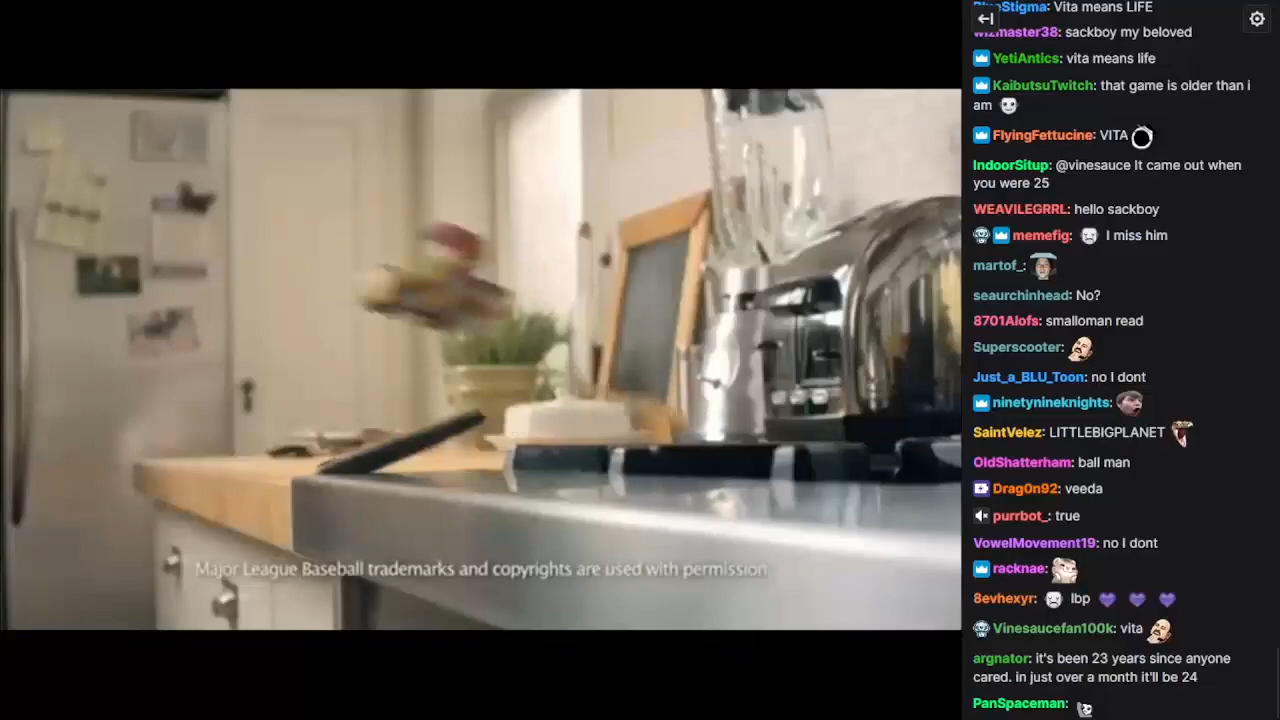 Major League Baseball trademarks and copyrights are used with permission
BlueStigma: Vita means LIFE
wizmaster38: sackboy my beloved
YetiAntics: vita means life
KaibutsuTwitch: that game is older than i
am
FlyingFettucine: VITA
IndoorSitup: @vinesauce It came out when
you were 25
WEAVILEGRRL: hello sackboy
memefig: I miss him
martof_:
seaurchinhead: No?
8701Alofs: smalloman read
Superscooter:
Just_a_BLU_Toon: no I dont
ninetynineknights:
SaintVelez: LITTLEBIGPLANET
OldShatterham: ball man
Drag0n92: veeda
purrbot_: true
VowelMovement19: no I dont
racknae:
8evhexyr: lbp
Vinesaucefan100k: vita
argnator: it's been 23 years since anyone
cared. in just over a month it'll be 24
PanSpaceman: